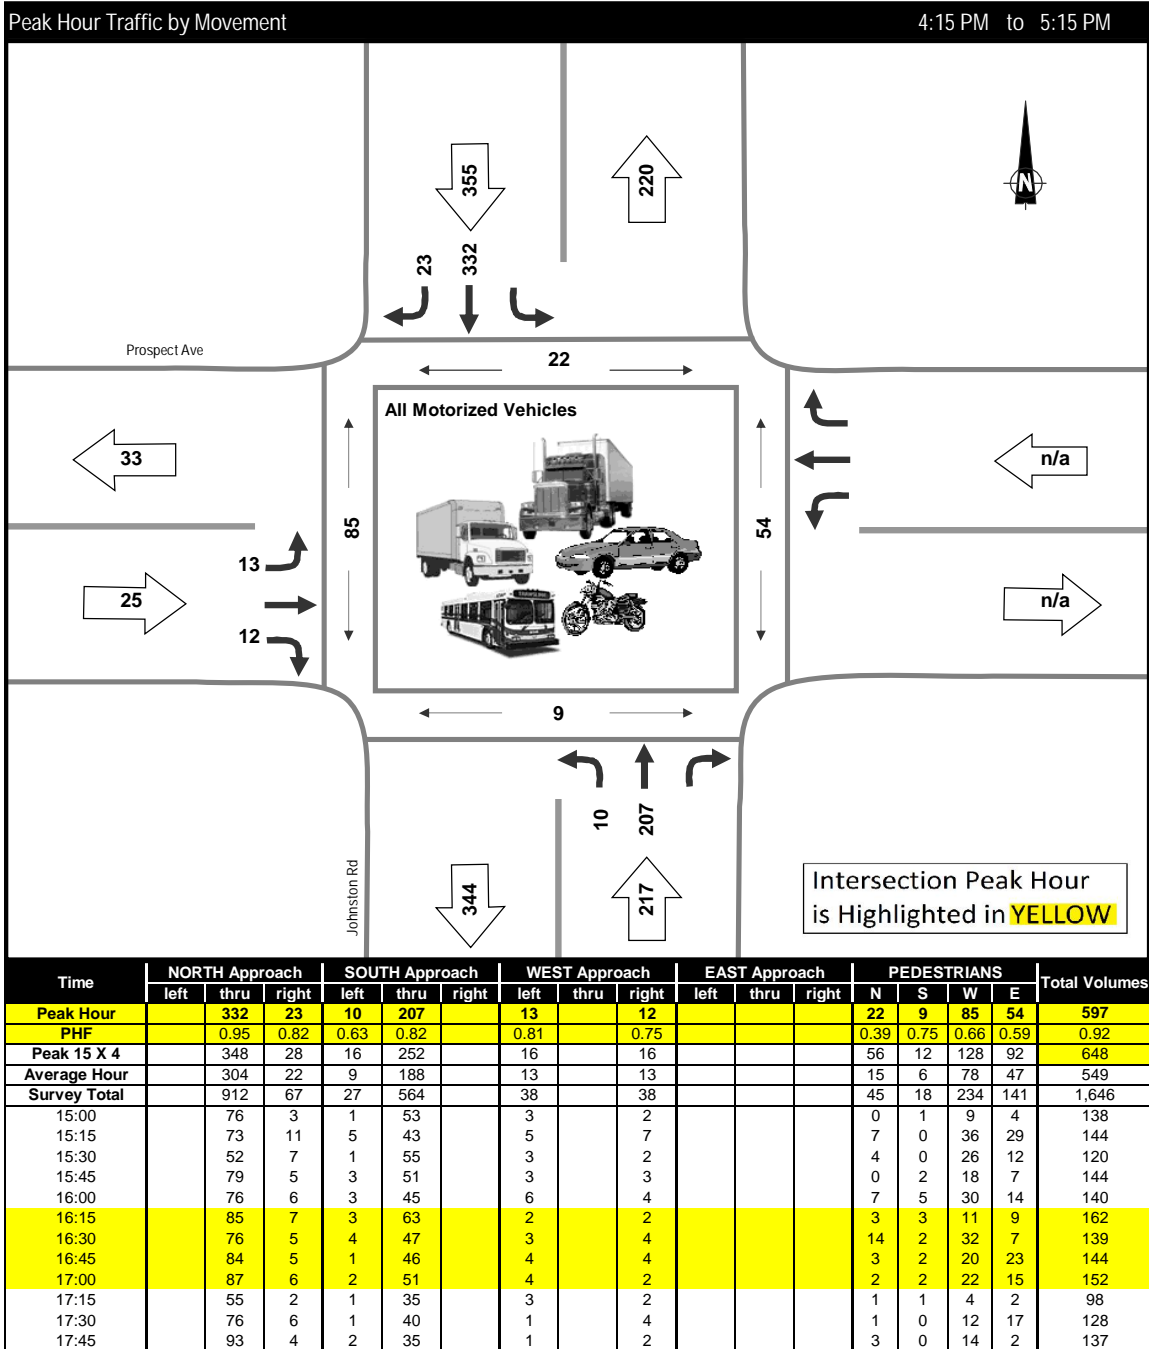 Peak Hour Traffic by Movement 4:15 PM to 5:15 PM
355 220
N
23 332
Prospect Ave
22
All Motorized Vehicles
33 n/a
85 54
13
25 n/a
12
9
10 207
Johnston Rd
344 217
Intersection Peak Hour
is Highlighted in YELLOW
Time NORTH Approach SOUTH Approach WEST Approach EAST Approach PEDESTRIANS Total Volumes
left thru right left thru right left thru right left thru right N S W E
Peak Hour 332 23 10 207 13 12 22 9 85 54 597
PHF 0.95 0.82 0.63 0.82 0.81 0.75 0.39 0.75 0.66 0.59 0.92
Peak 15 X 4 348 28 16 252 16 16 56 12 128 92 648
Average Hour 304 22 9 188 13 13 15 6 78 47 549
Survey Total 912 67 27 564 38 38 45 18 234 141 1,646
15:00 76 3 1 53 3 2 0 1 9 4 138
15:15 73 11 5 43 5 7 7 0 36 29 144
15:30 52 7 1 55 3 2 4 0 26 12 120
15:45 79 5 3 51 3 3 0 2 18 7 144
16:00 76 6 3 45 6 4 7 5 30 14 140
16:15 85 7 3 63 2 2 3 3 11 9 162
16:30 76 5 4 47 3 4 14 2 32 7 139
16:45 84 5 1 46 4 4 3 2 20 23 144
17:00 87 6 2 51 4 2 2 2 22 15 152
17:15 55 2 1 35 3 2 1 1 4 2 98
17:30 76 6 1 40 1 4 1 0 12 17 128
17:45 93 4 2 35 1 2 3 0 14 2 137